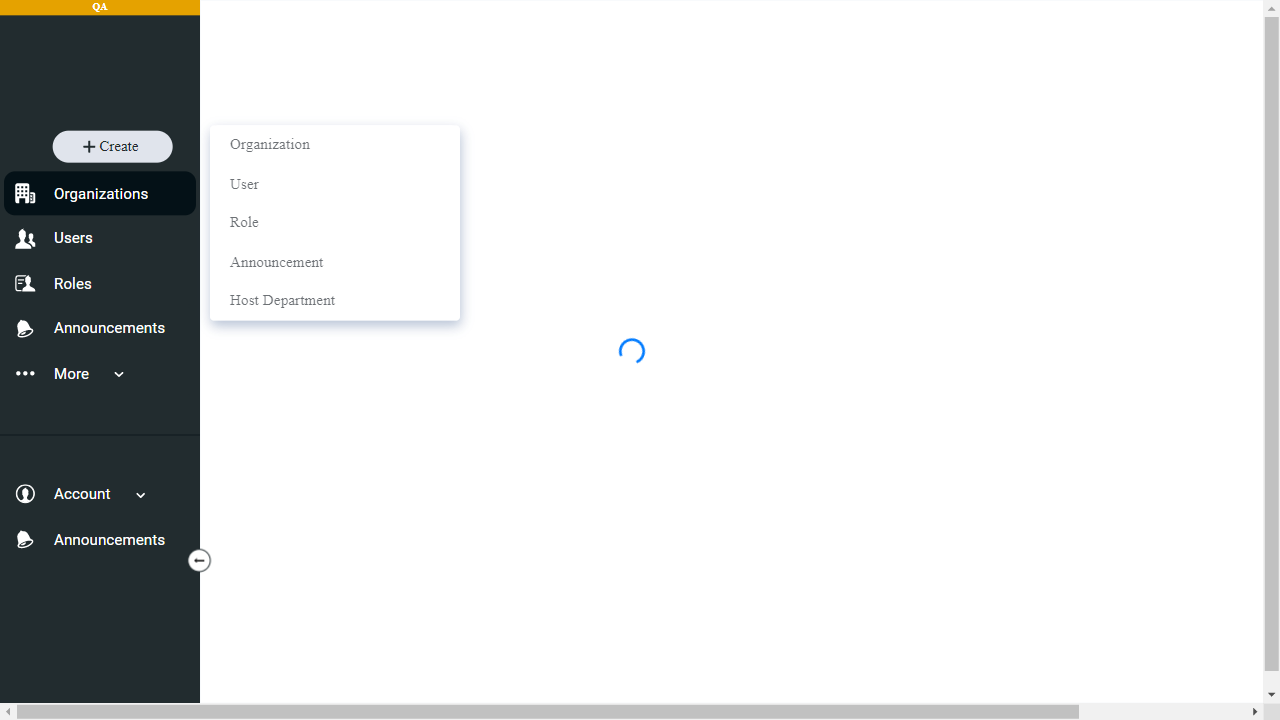 QA
Create
Organizations
Users
Roles
Announcements
More
Account
Announcements
Organization
User
Role
Announcement
Host Department